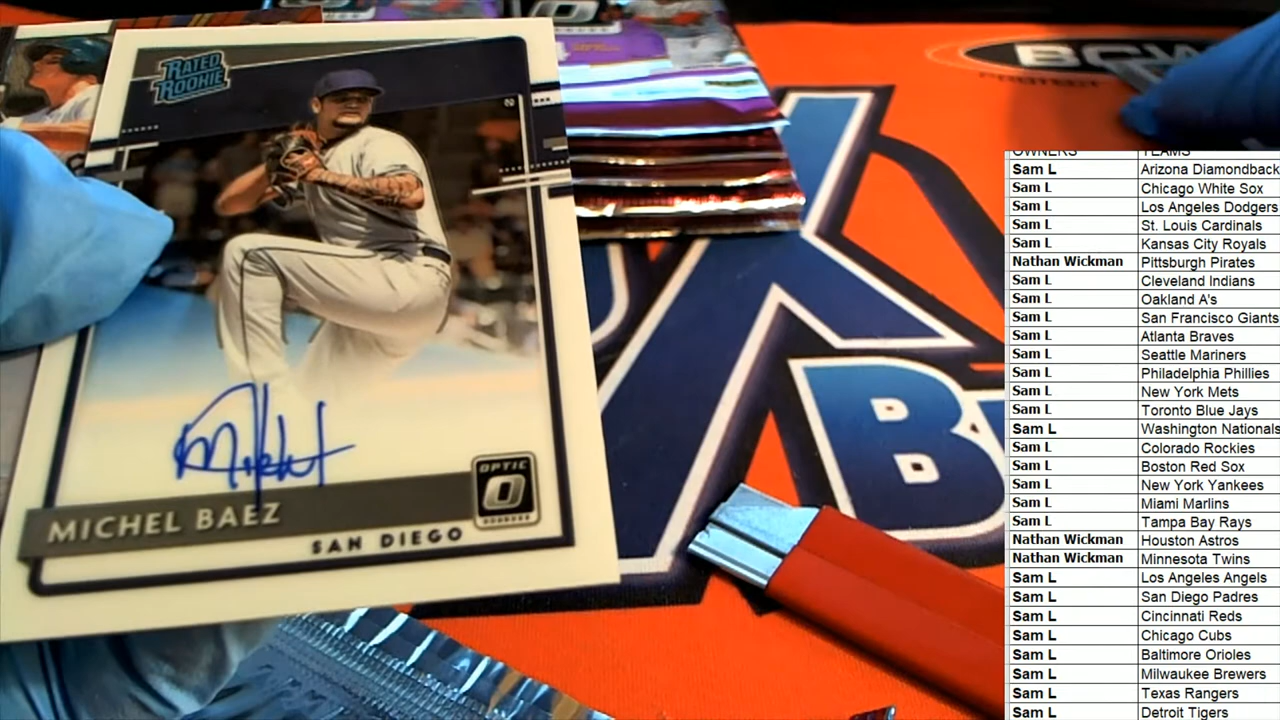 RATED
ROOKIE
MICHEL BAEZ
SAN DIEGO
OPTIC
BCW
OWNERS TEAMS
Sam L Arizona Diamondback
Sam L Chicago White Sox
Sam L Los Angeles Dodgers
Sam L St. Louis Cardinals
Sam L Kansas City Royals
Nathan Wickman Pittsburgh Pirates
Sam L Cleveland Indians
Sam L Oakland A's
Sam L San Francisco Giants
Sam L Atlanta Braves
Sam L Seattle Mariners
Sam L Philadelphia Phillies
Sam L New York Mets
Sam L Toronto Blue Jays
Sam L Washington Nationals
Sam L Colorado Rockies
Sam L Boston Red Sox
Sam L New York Yankees
Sam L Miami Marlins
Sam L Tampa Bay Rays
Nathan Wickman Houston Astros
Nathan Wickman Minnesota Twins
Sam L Los Angeles Angels
Sam L San Diego Padres
Sam L Cincinnati Reds
Sam L Chicago Cubs
Sam L Baltimore Orioles
Sam L Milwaukee Brewers
Sam L Texas Rangers
Sam L Detroit Tigers